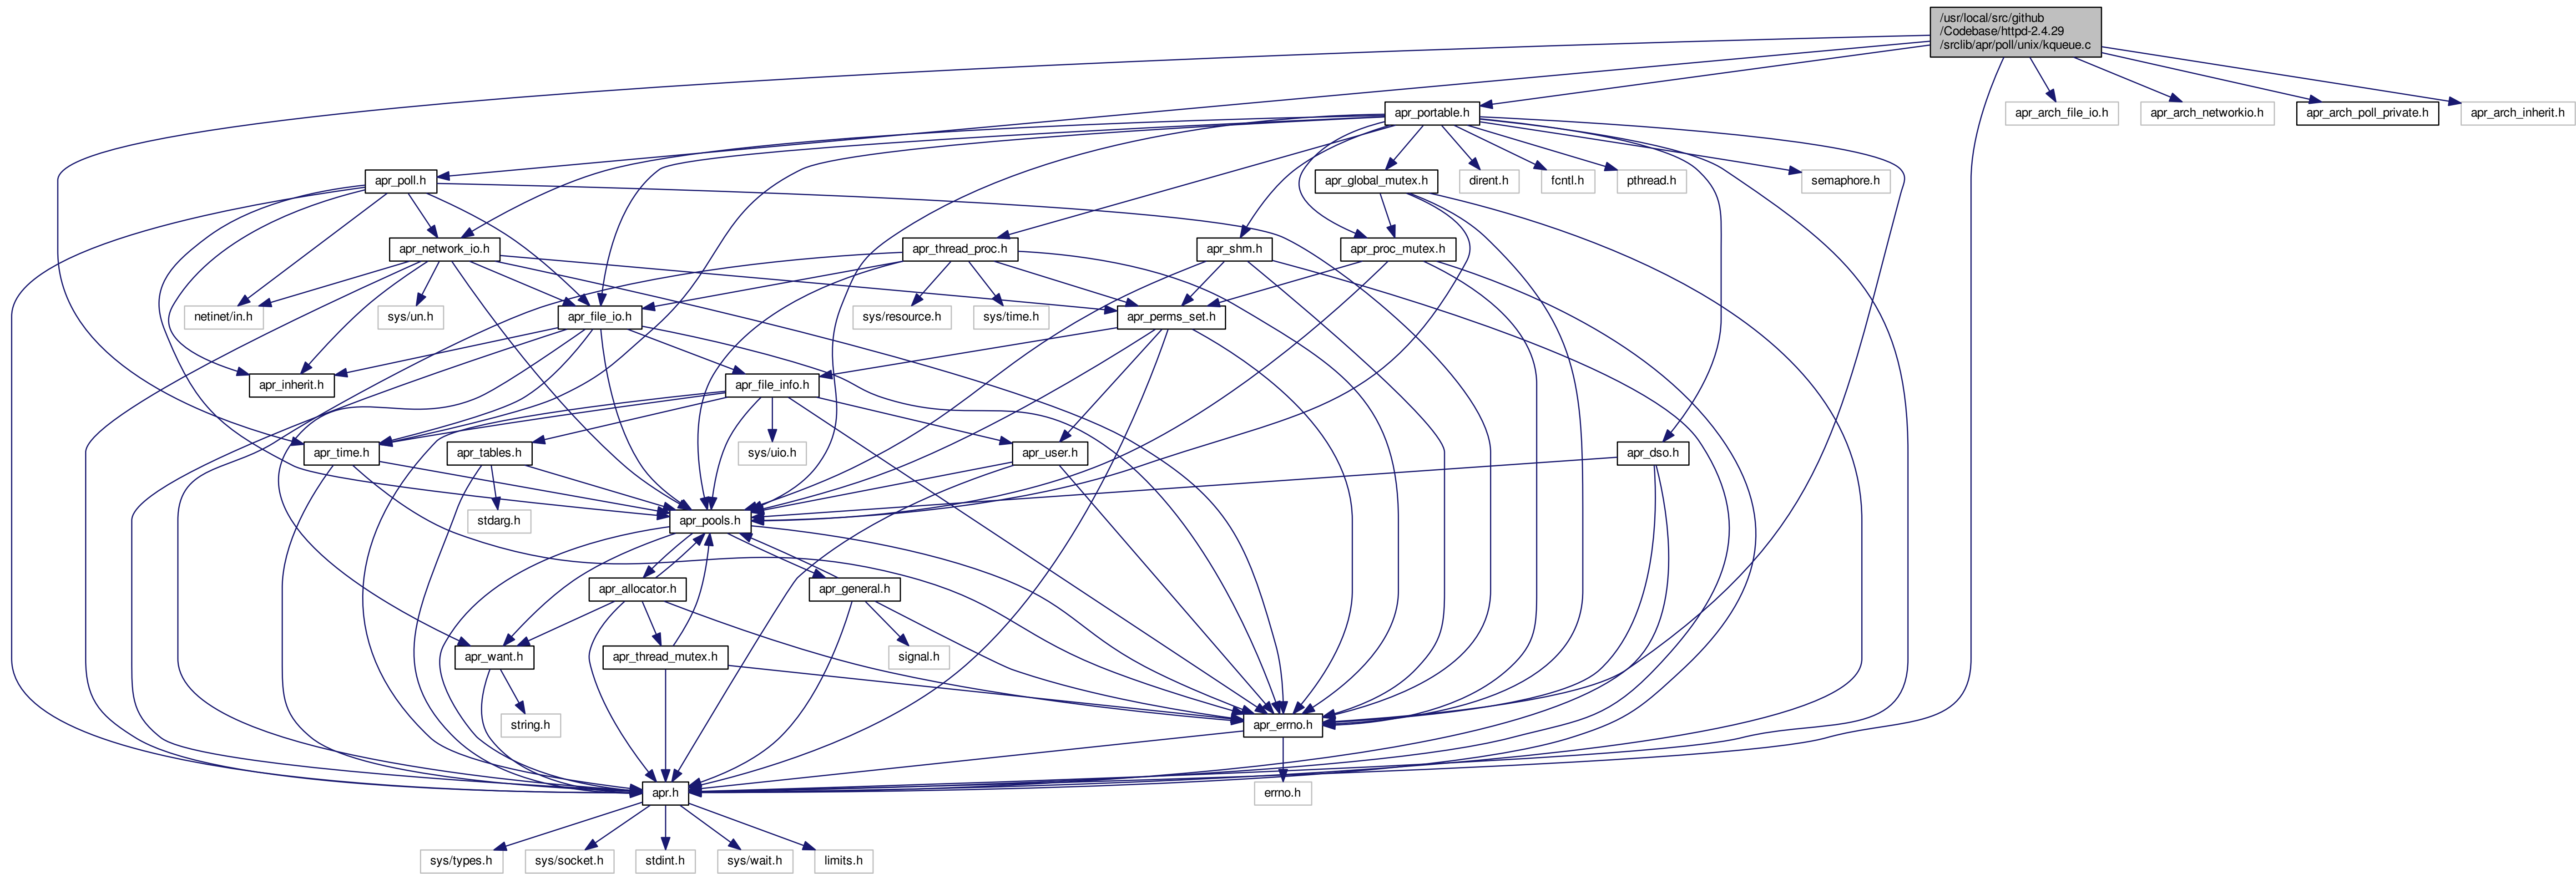 /usr/local/src/github
/Codebase/httpd-2.4.29
/srclib/apr/poll/unix/kqueue.c
apr_portable.h
apr_arch_file_io.h
apr_arch_networkio.h
apr_arch_poll_private.h
apr_arch_inherit.h
apr_poll.h
apr_global_mutex.h
dirent.h
fcntl.h
pthread.h
semaphore.h
apr_network_io.h
apr_thread_proc.h
apr_shm.h
apr_proc_mutex.h
netinet/in.h
sys/un.h
apr_file_io.h
sys/resource.h
sys/time.h
apr_perms_set.h
apr_inherit.h
apr_file_info.h
apr_time.h
apr_tables.h
sys/uio.h
apr_user.h
apr_dso.h
stdarg.h
apr_pools.h
apr_allocator.h
apr_general.h
apr_want.h
apr_thread_mutex.h
signal.h
string.h
apr_errno.h
apr.h
errno.h
sys/types.h
sys/socket.h
stdint.h
sys/wait.h
limits.h